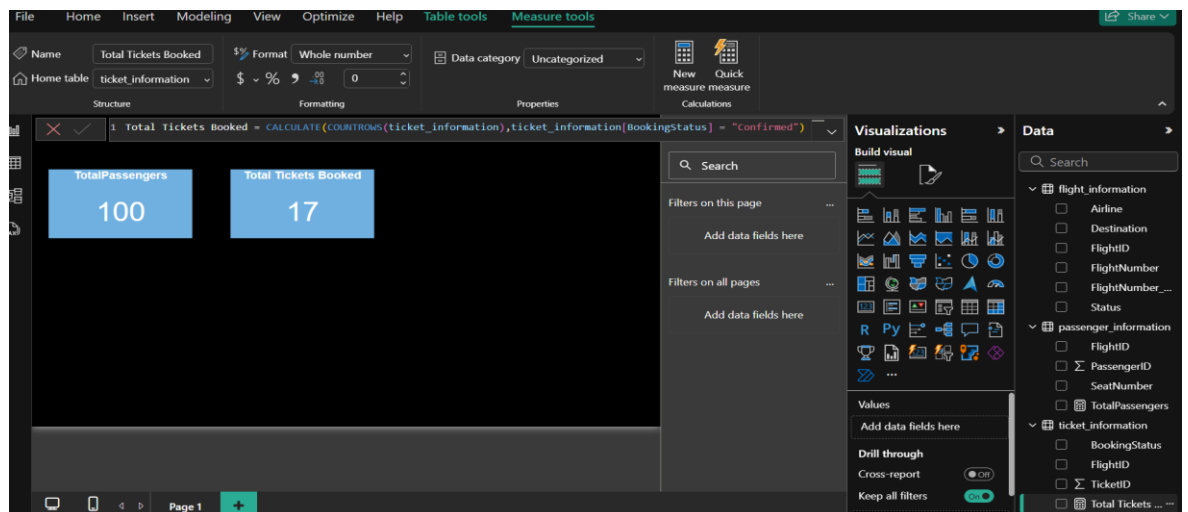 File Home Insert Modeling View Optimize Help Table tools Measure tools Share
Name Total Tickets Booked
Home table ticket_information
Structure
$% Format Whole number
$ % 9 .00 0
Formatting
Data category Uncategorized
Properties
New measure
Quick measure
Calculations
1 Total Tickets Booked = CALCULATE(COUNTROWS(ticket_information),ticket_information[BookingStatus] = "Confirmed")
TotalPassengers
100
Total Tickets Booked
17
Search
Filters on this page ...
Add data fields here
Filters on all pages ...
Add data fields here
Visualizations
Build visual
123
R Py
...
Values
Add data fields here
Drill through
Cross-report Off
Keep all filters On
Data
Search
flight_information
Airline
Destination
FlightID
FlightNumber
FlightNumber_...
Status
passenger_information
FlightID
Σ PassengerID
SeatNumber
TotalPassengers
ticket_information
BookingStatus
FlightID
Σ TicketID
Total Tickets ... ...
Page 1 +